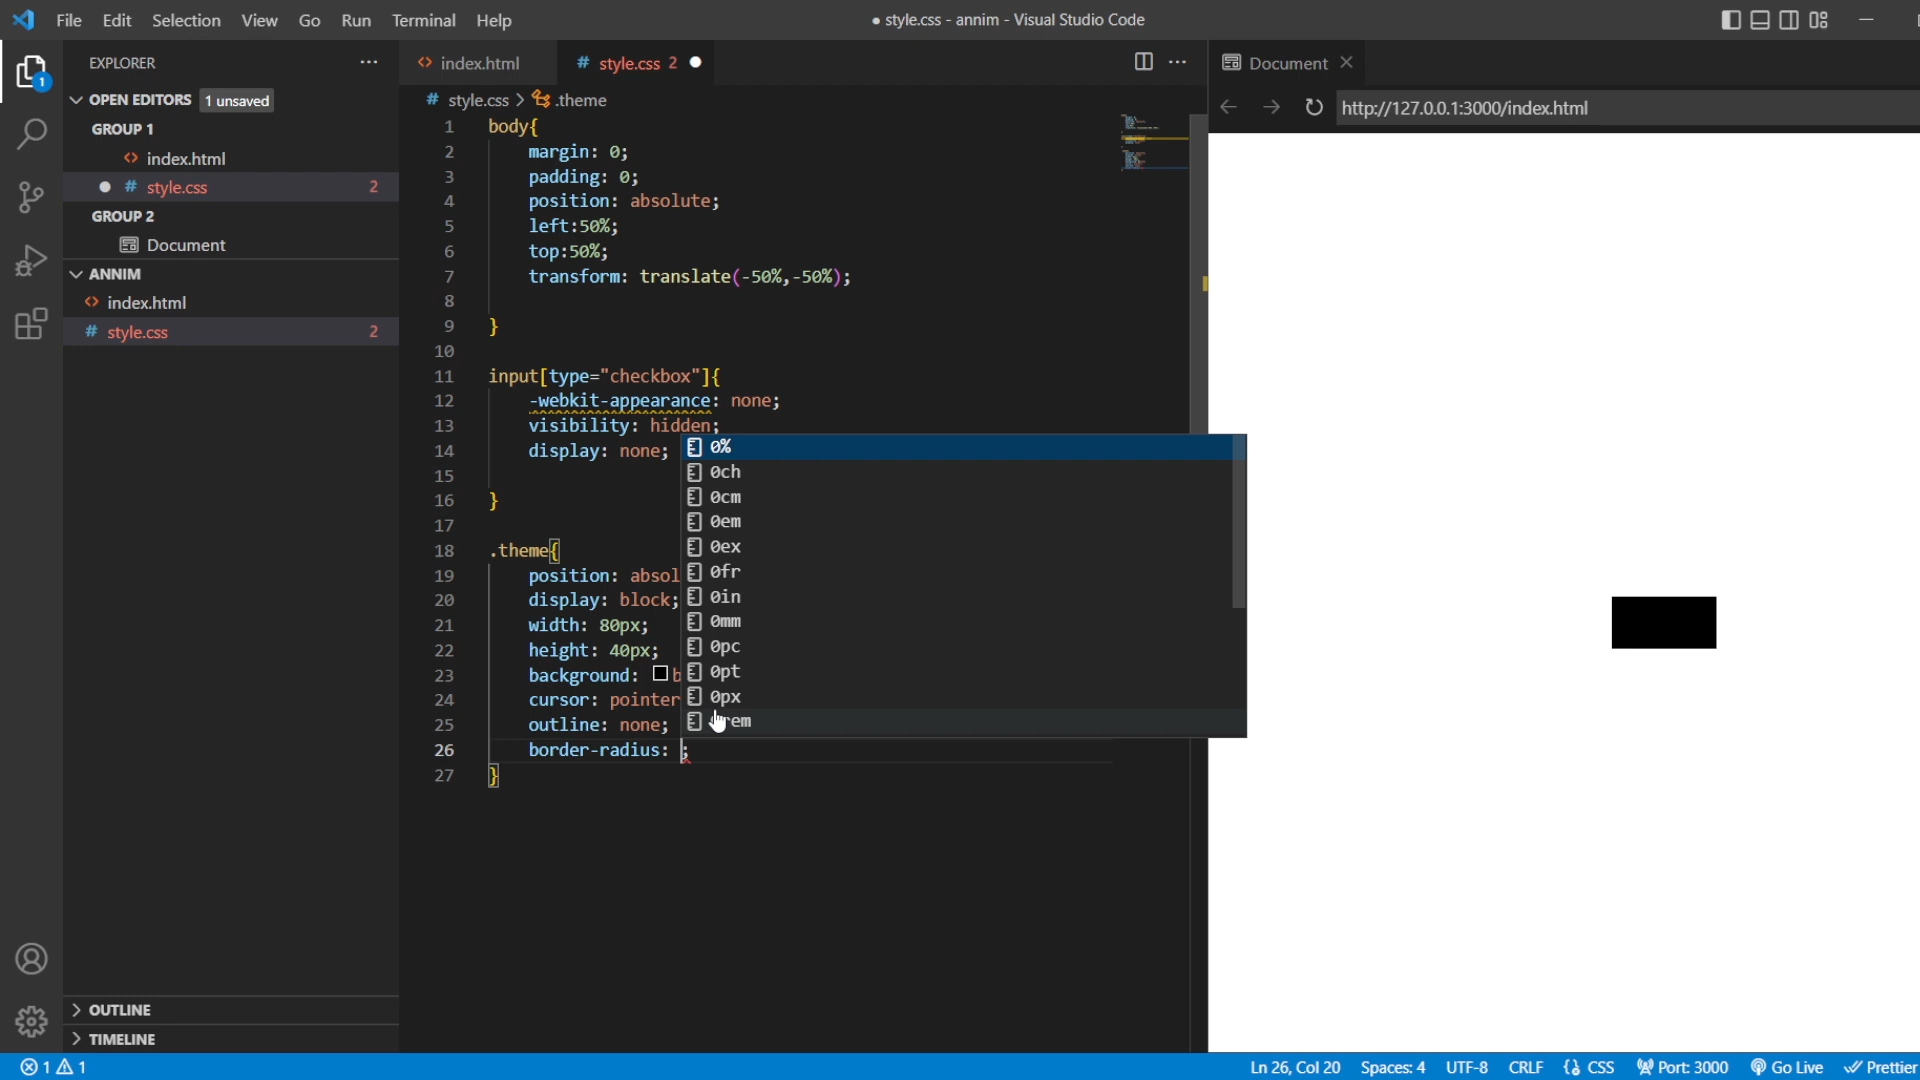 File Edit Selection View Go Run Terminal Help
● style.css - annim - Visual Studio Code
EXPLORER
OPEN EDITORS 1 unsaved
GROUP 1
index.html
# style.css 2
GROUP 2
Document
ANNIM
index.html
# style.css 2
OUTLINE
TIMELINE
1
index.html
# style.css 2
# style.css > .theme
1 body{
2 margin: 0;
3 padding: 0;
4 position: absolute;
5 left:50%;
6 top:50%;
7 transform: translate(-50%,-50%);
8
9 }
10
11 input[type="checkbox"]{
12 -webkit-appearance: none;
13 visibility: hidden;
14 display: none;
15
16 }
17
18 .theme{
19 position: absol
20 display: block;
21 width: 80px;
22 height: 40px;
23 background: b
24 cursor: pointer
25 outline: none;
26 border-radius: ;
27 }
0%
0ch
0cm
0em
0ex
0fr
0in
0mm
0pc
0pt
0px
Document
http://127.0.0.1:3000/index.html
1 1
Ln 26, Col 20 Spaces: 4 UTF-8 CRLF {} CSS Port: 3000 Go Live Prettier